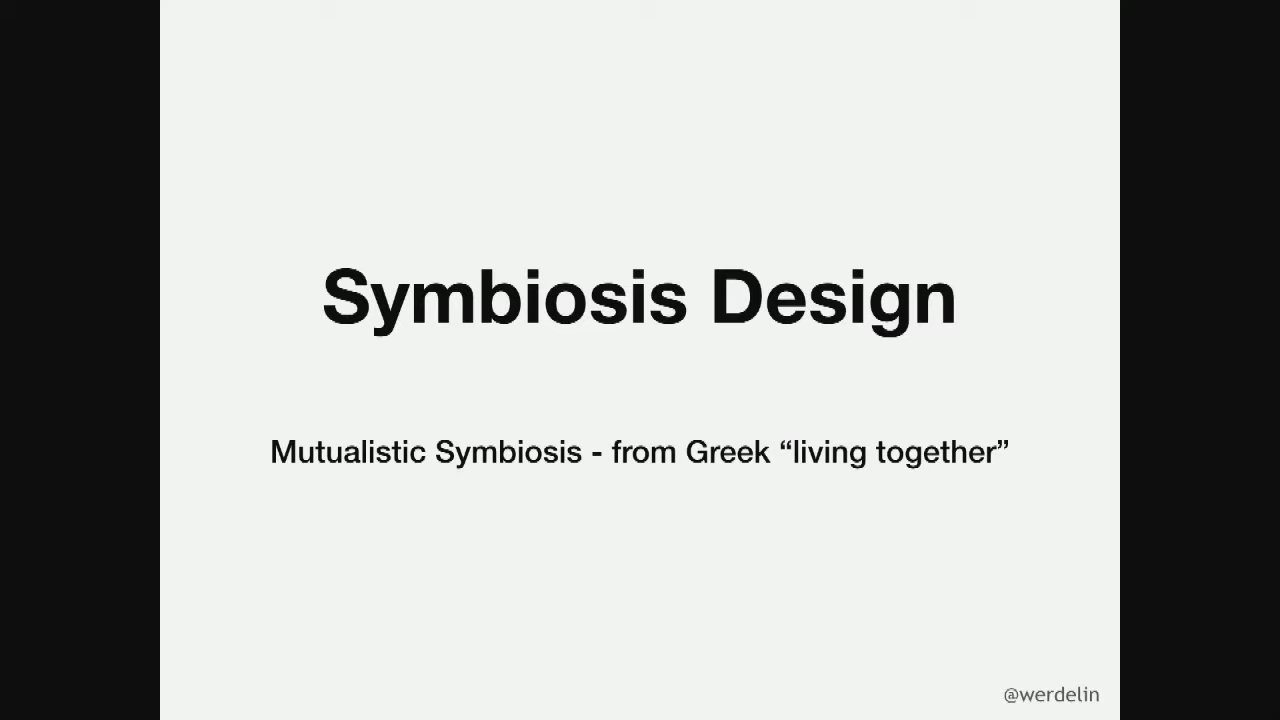 Symbiosis Design
Mutualistic Symbiosis - from Greek “living together”
@werdelin